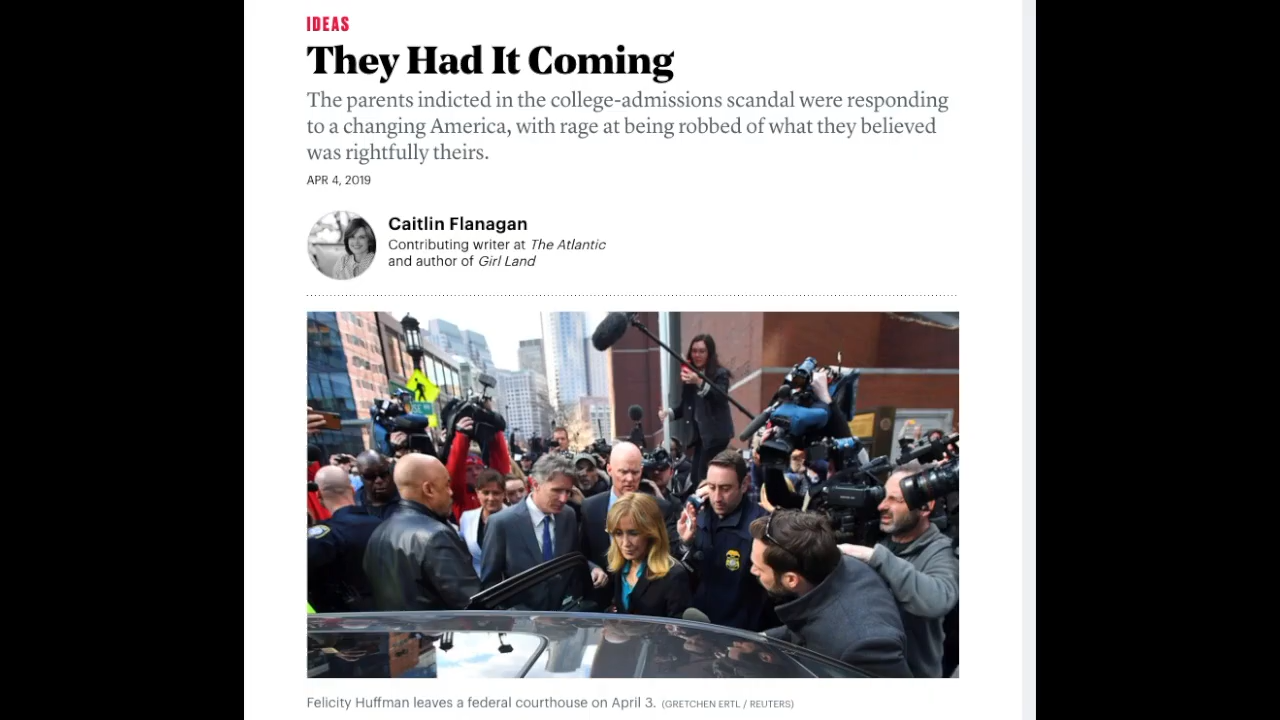 IDEAS
They Had It Coming
The parents indicted in the college-admissions scandal were responding
to a changing America, with rage at being robbed of what they believed
was rightfully theirs.
APR 4, 2019
Caitlin Flanagan
Contributing writer at The Atlantic
and author of Girl Land
Felicity Huffman leaves a federal courthouse on April 3. (GRETCHEN ERTL / REUTERS)